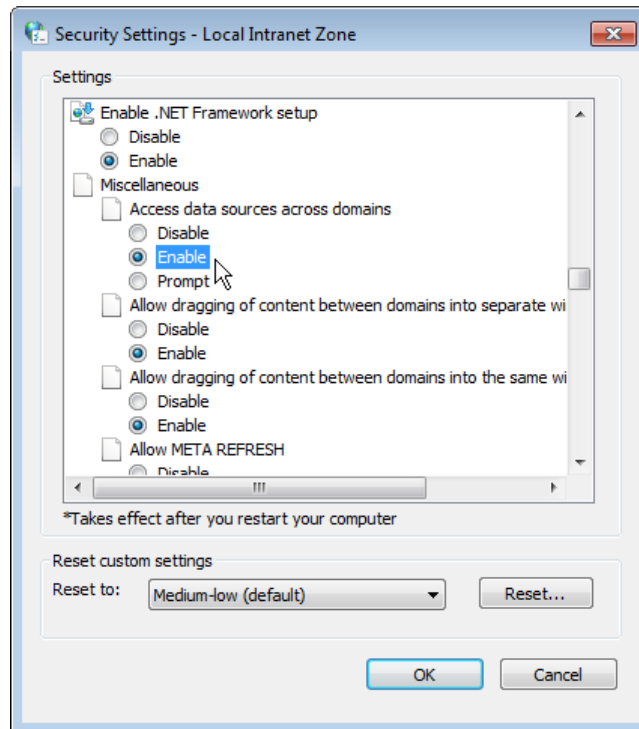 Security Settings - Local Intranet Zone
Settings
Enable .NET Framework setup
Disable
Enable
Miscellaneous
Access data sources across domains
Disable
Enable
Prompt
Allow dragging of content between domains into separate wi
Disable
Enable
Allow dragging of content between domains into the same wi
Disable
Enable
Allow META REFRESH
Disable
*Takes effect after you restart your computer
Reset custom settings
Reset to: Medium-low (default) Reset...
OK Cancel